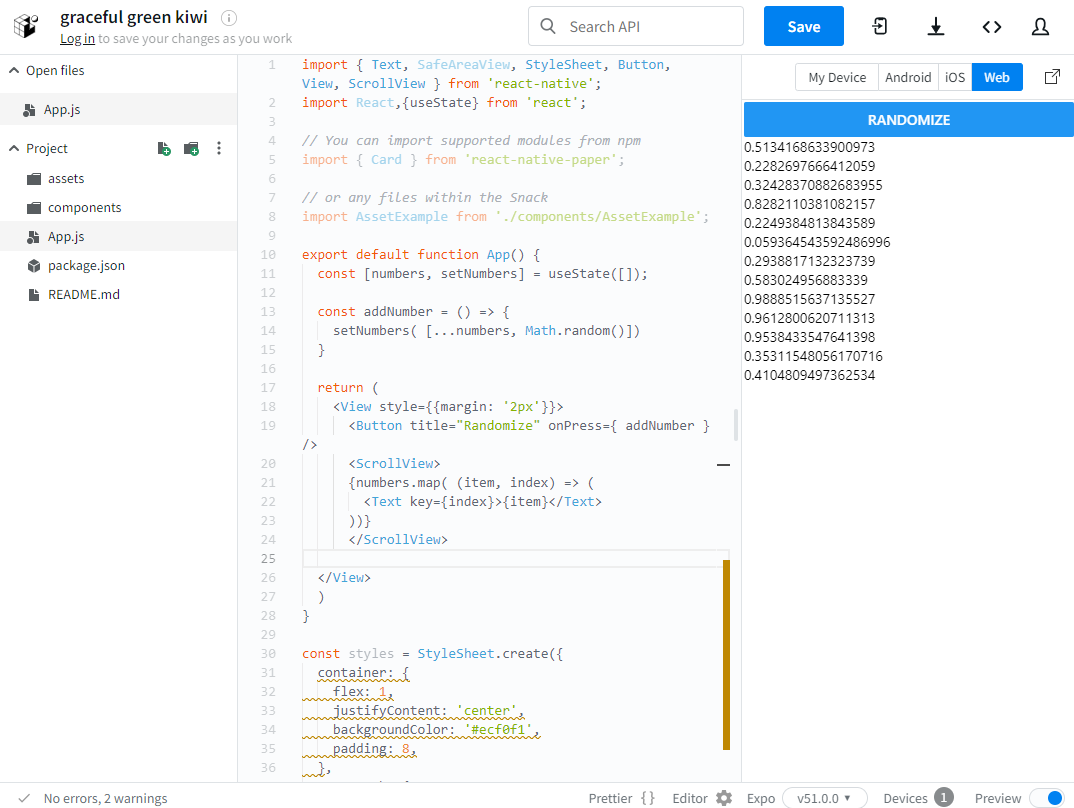 graceful green kiwi
Log in to save your changes as you work
Search API
Save
Open files
App.js
Project
assets
components
App.js
package.json
README.md
1 import { Text, SafeAreaView, StyleSheet, Button,
View, ScrollView } from 'react-native';
2 import React,{useState} from 'react';
3
4 // You can import supported modules from npm
5 import { Card } from 'react-native-paper';
6
7 // or any files within the Snack
8 import AssetExample from './components/AssetExample';
9
10 export default function App() {
11 const [numbers, setNumbers] = useState([]);
12
13 const addNumber = () => {
14 setNumbers( [...numbers, Math.random()])
15 }
16
17 return (
18 <View style={{margin: '2px'}}>
19 <Button title="Randomize" onPress={ addNumber }
/>
20 <ScrollView>
21 {numbers.map( (item, index) => (
22 <Text key={index}>{item}</Text>
23 ))}
24 </ScrollView>
25
26 </View>
27 )
28 }
29
30 const styles = StyleSheet.create({
31 container: {
32 flex: 1,
33 justifyContent: 'center',
34 backgroundColor: '#ecf0f1',
35 padding: 8,
36 },
My Device Android iOS Web
RANDOMIZE
0.5134168633900973
0.2282697666412059
0.32428370882683955
0.8282110381082157
0.2249384813843589
0.059364543592486996
0.2938817132323739
0.583024956883339
0.9888515637135527
0.9612800620711313
0.9538433547641398
0.35311548056170716
0.4104809497362534
No errors, 2 warnings
Prettier {} Editor Expo v51.0.0 ▾ Devices 1 Preview